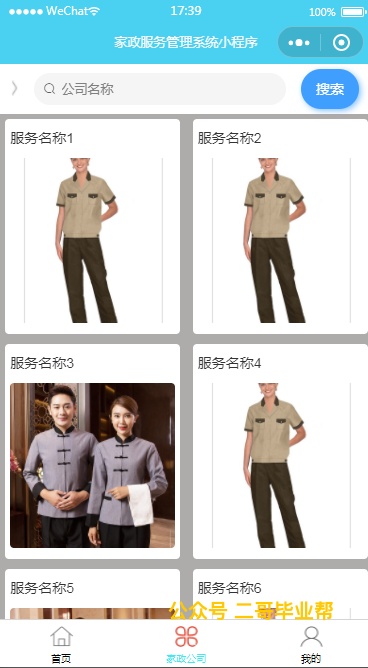 WeChat 17:39 100%
家政服务管理系统小程序
公司名称 搜索
服务名称1 服务名称2
服务名称3 服务名称4
服务名称5 服务名称6
公众号 二哥毕业帮
首页 家政公司 我的